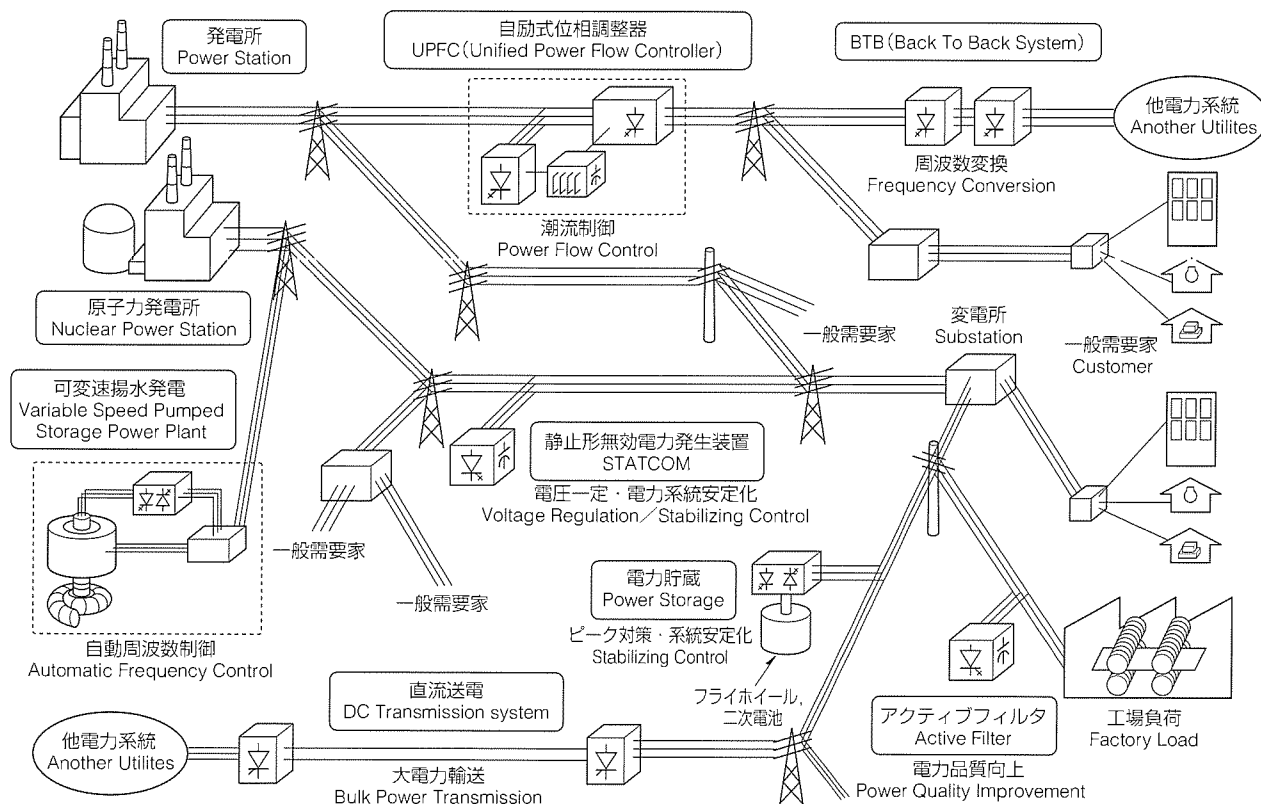 発電所
Power Station
自励式位相調整器
UPFC(Unified Power Flow Controller)
BTB(Back To Back System)
他電力系統
Another Utilites
周波数変換
Frequency Conversion
潮流制御
Power Flow Control
原子力発電所
Nuclear Power Station
一般需要家
変電所
Substation
一般需要家
Customer
可変速揚水発電
Variable Speed Pumped
Storage Power Plant
静止形無効電力発生装置
STATCOM
電圧一定・電力系統安定化
Voltage Regulation/Stabilizing Control
一般需要家
一般需要家
電力貯蔵
Power Storage
ピーク対策・系統安定化
Stabilizing Control
自動周波数制御
Automatic Frequency Control
フライホイール,
二次電池
直流送電
DC Transmission system
アクティブフィルタ
Active Filter
工場負荷
Factory Load
他電力系統
Another Utilites
大電力輸送
Bulk Power Transmission
電力品質向上
Power Quality Improvement